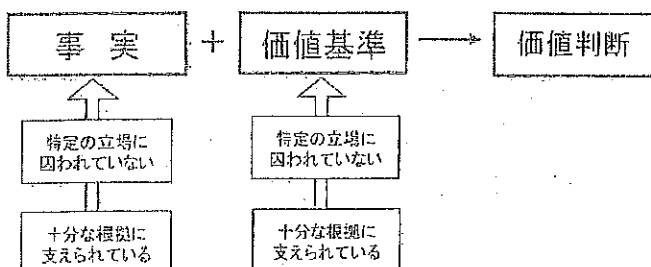 事実 + 価値基準 → 価値判断
特定の立場に
囚われていない
特定の立場に
囚われていない
十分な根拠に
支えられている
十分な根拠に
支えられている